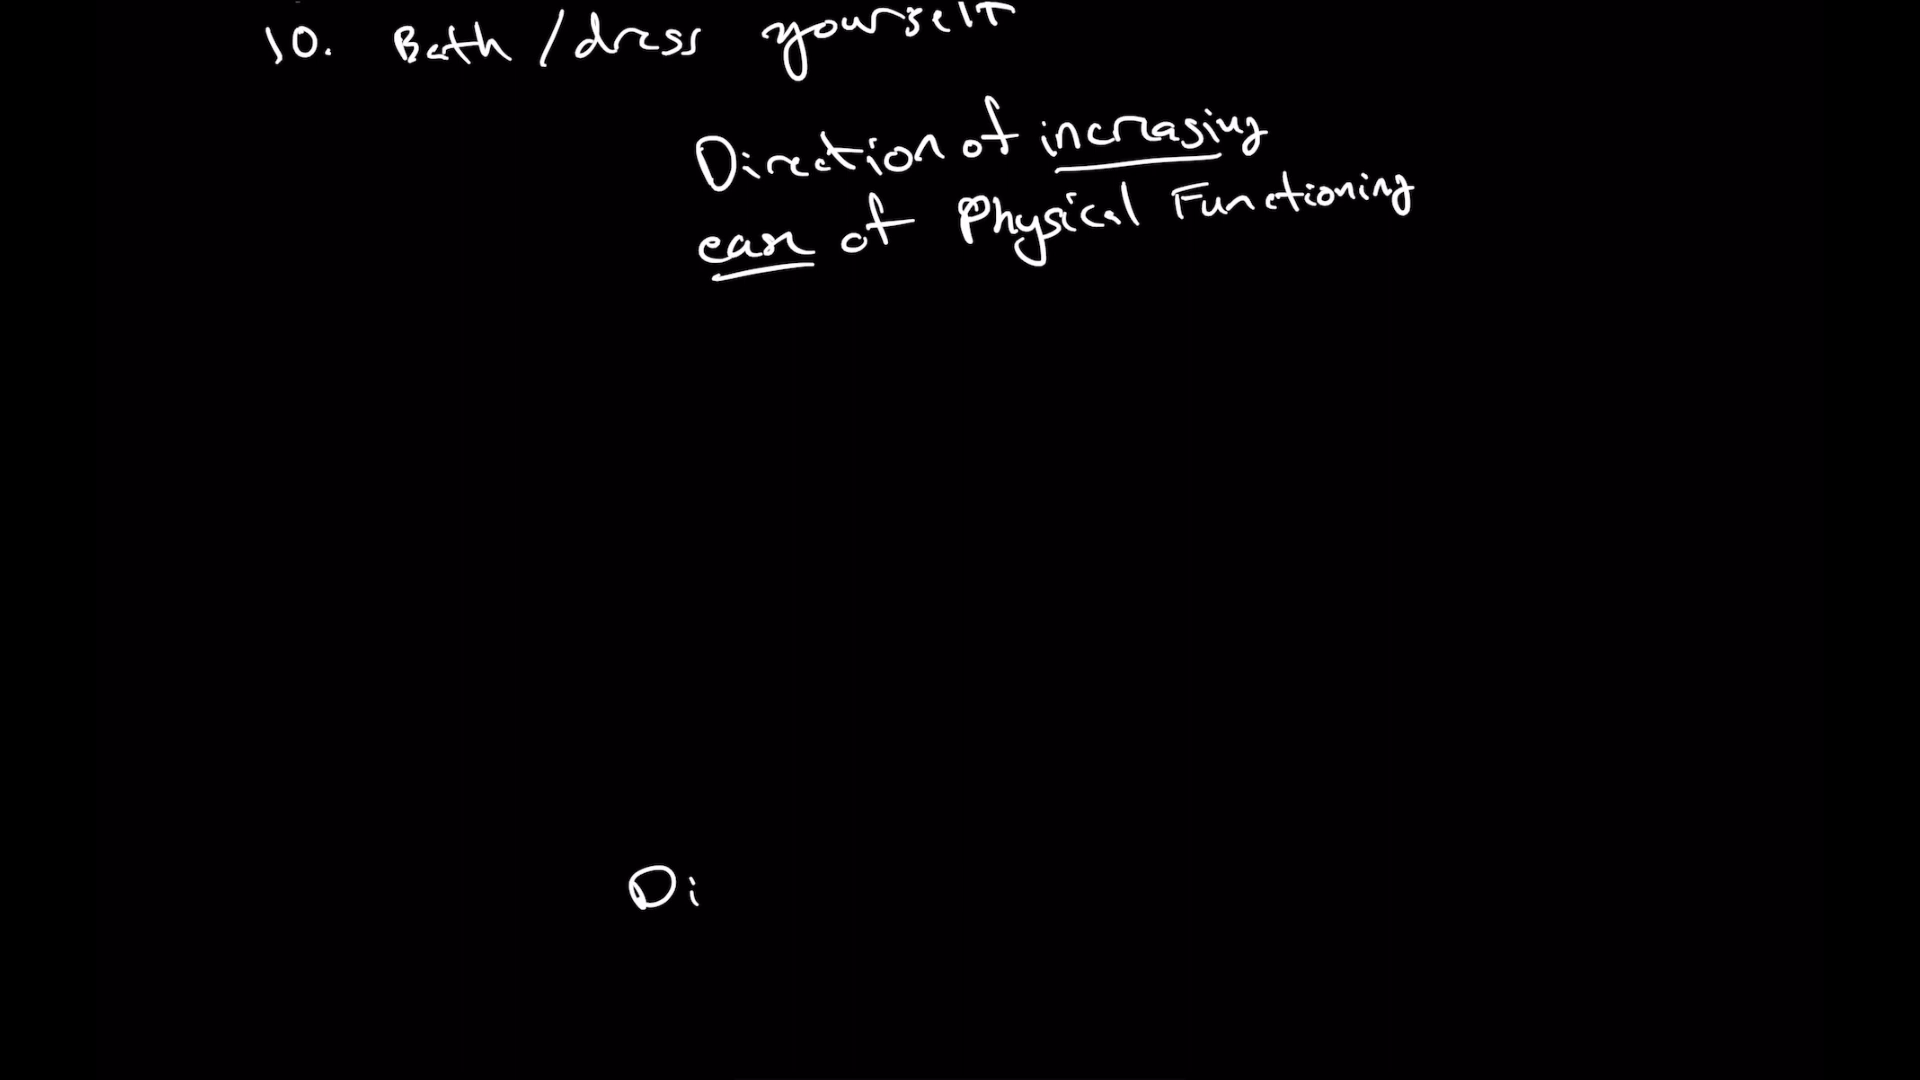 10. Bath/dress yourself
Direction of increasing
ease of Physical Functioning
Di